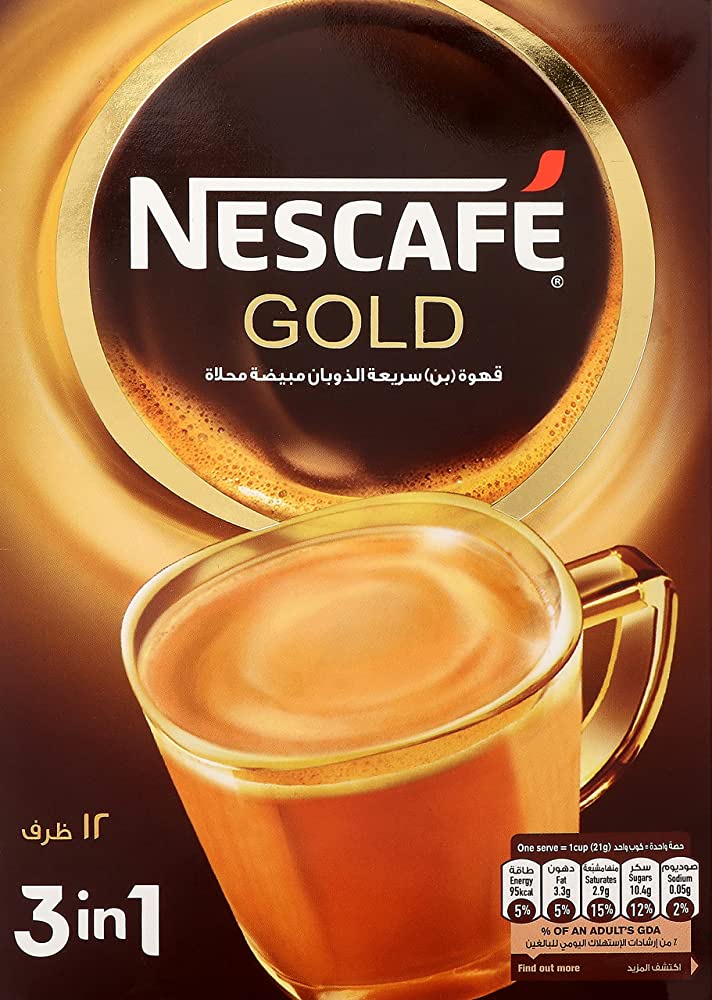 NESCAFÉ
®
GOLD
قهوة (بن) سريعة الذوبان مبيضة محلاة
١٢ ظرف
3in1
One serve = 1cup (21g) حصة واحدة = كوب واحد
طاقة دهون منها مشبّعة سكر صوديوم
Energy Fat Saturates Sugars Sodium
95kcal 3.3g 2.9g 10.4g 0.05g
5% 5% 15% 12% 2%
% OF AN ADULT'S GDA
٪ من إرشادات الإستهلاك اليومي للبالغين
Find out more اكتشف المزيد